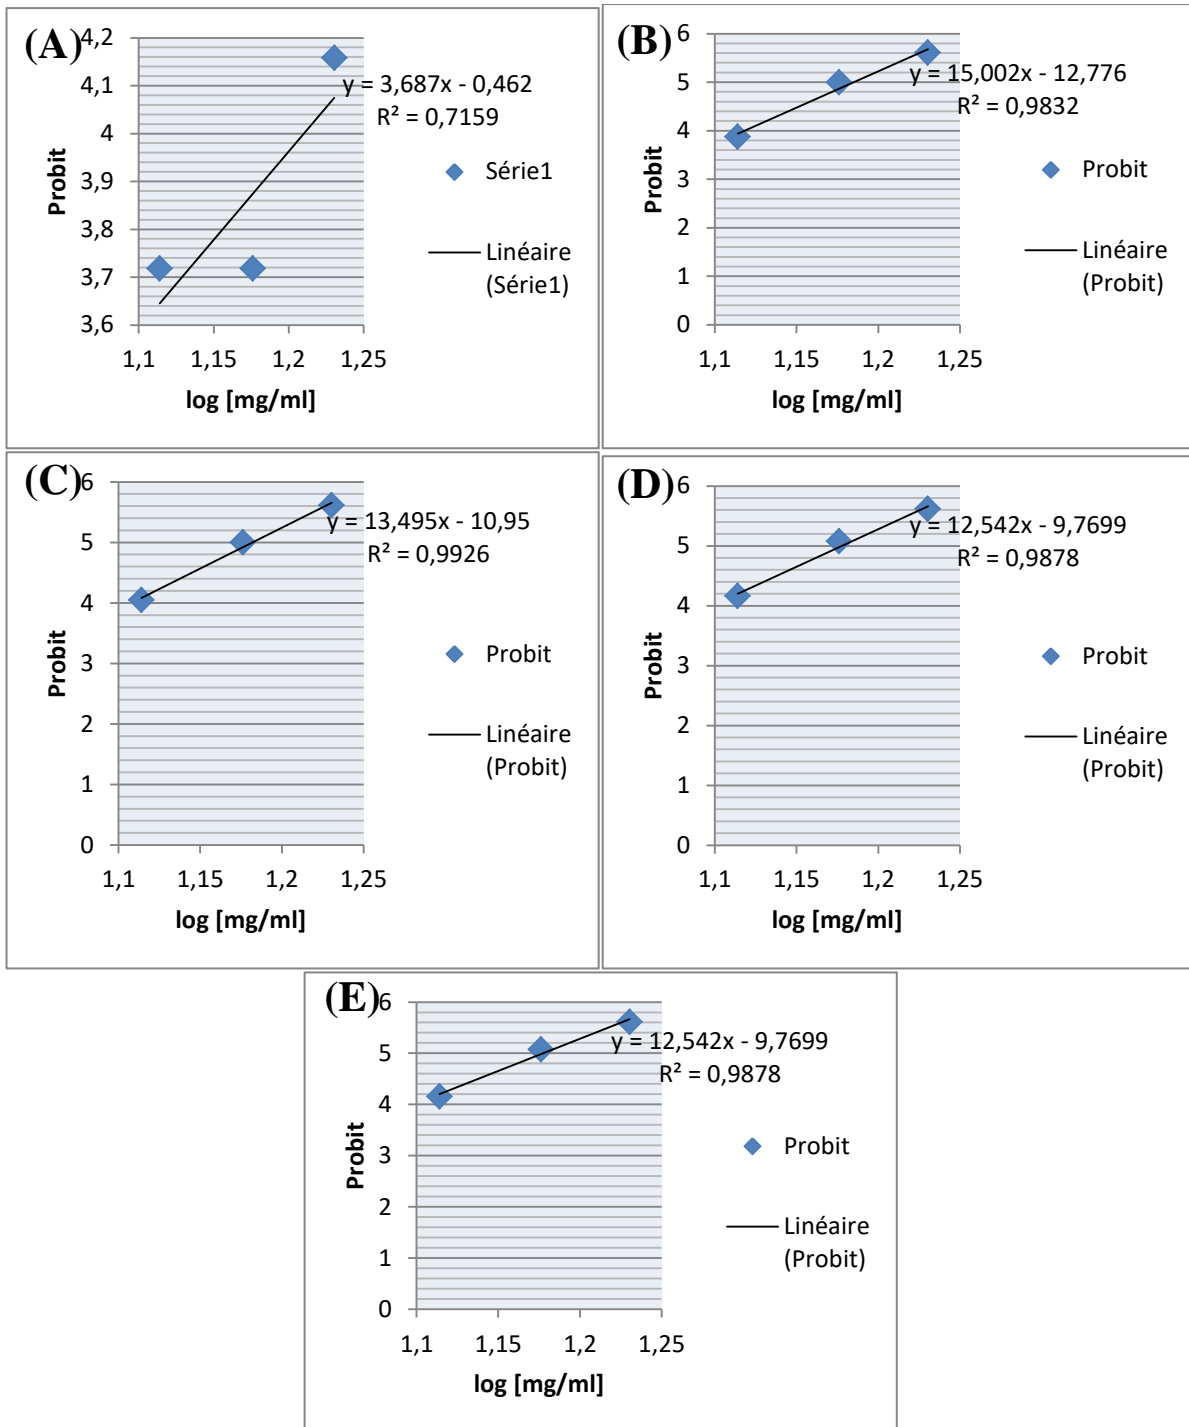 (A)
4,2
4,1
4
3,9
3,8
3,7
3,6
Probit
y = 3,687x - 0,462
R² = 0,7159
Série1
Linéaire
(Série1)
1,1 1,15 1,2 1,25
log [mg/ml]
(B)
6
5
4
3
2
1
0
Probit
y = 15,002x - 12,776
R² = 0,9832
Probit
Linéaire
(Probit)
1,1 1,15 1,2 1,25
log [mg/ml]
(C)
6
5
4
3
2
1
0
Probit
y = 13,495x - 10,95
R² = 0,9926
Probit
Linéaire
(Probit)
1,1 1,15 1,2 1,25
log [mg/ml]
(D)
6
5
4
3
2
1
0
Probit
y = 12,542x - 9,7699
R² = 0,9878
Probit
Linéaire
(Probit)
1,1 1,15 1,2 1,25
log [mg/ml]
(E)
6
5
4
3
2
1
0
Probit
y = 12,542x - 9,7699
R² = 0,9878
Probit
Linéaire
(Probit)
1,1 1,15 1,2 1,25
log [mg/ml]